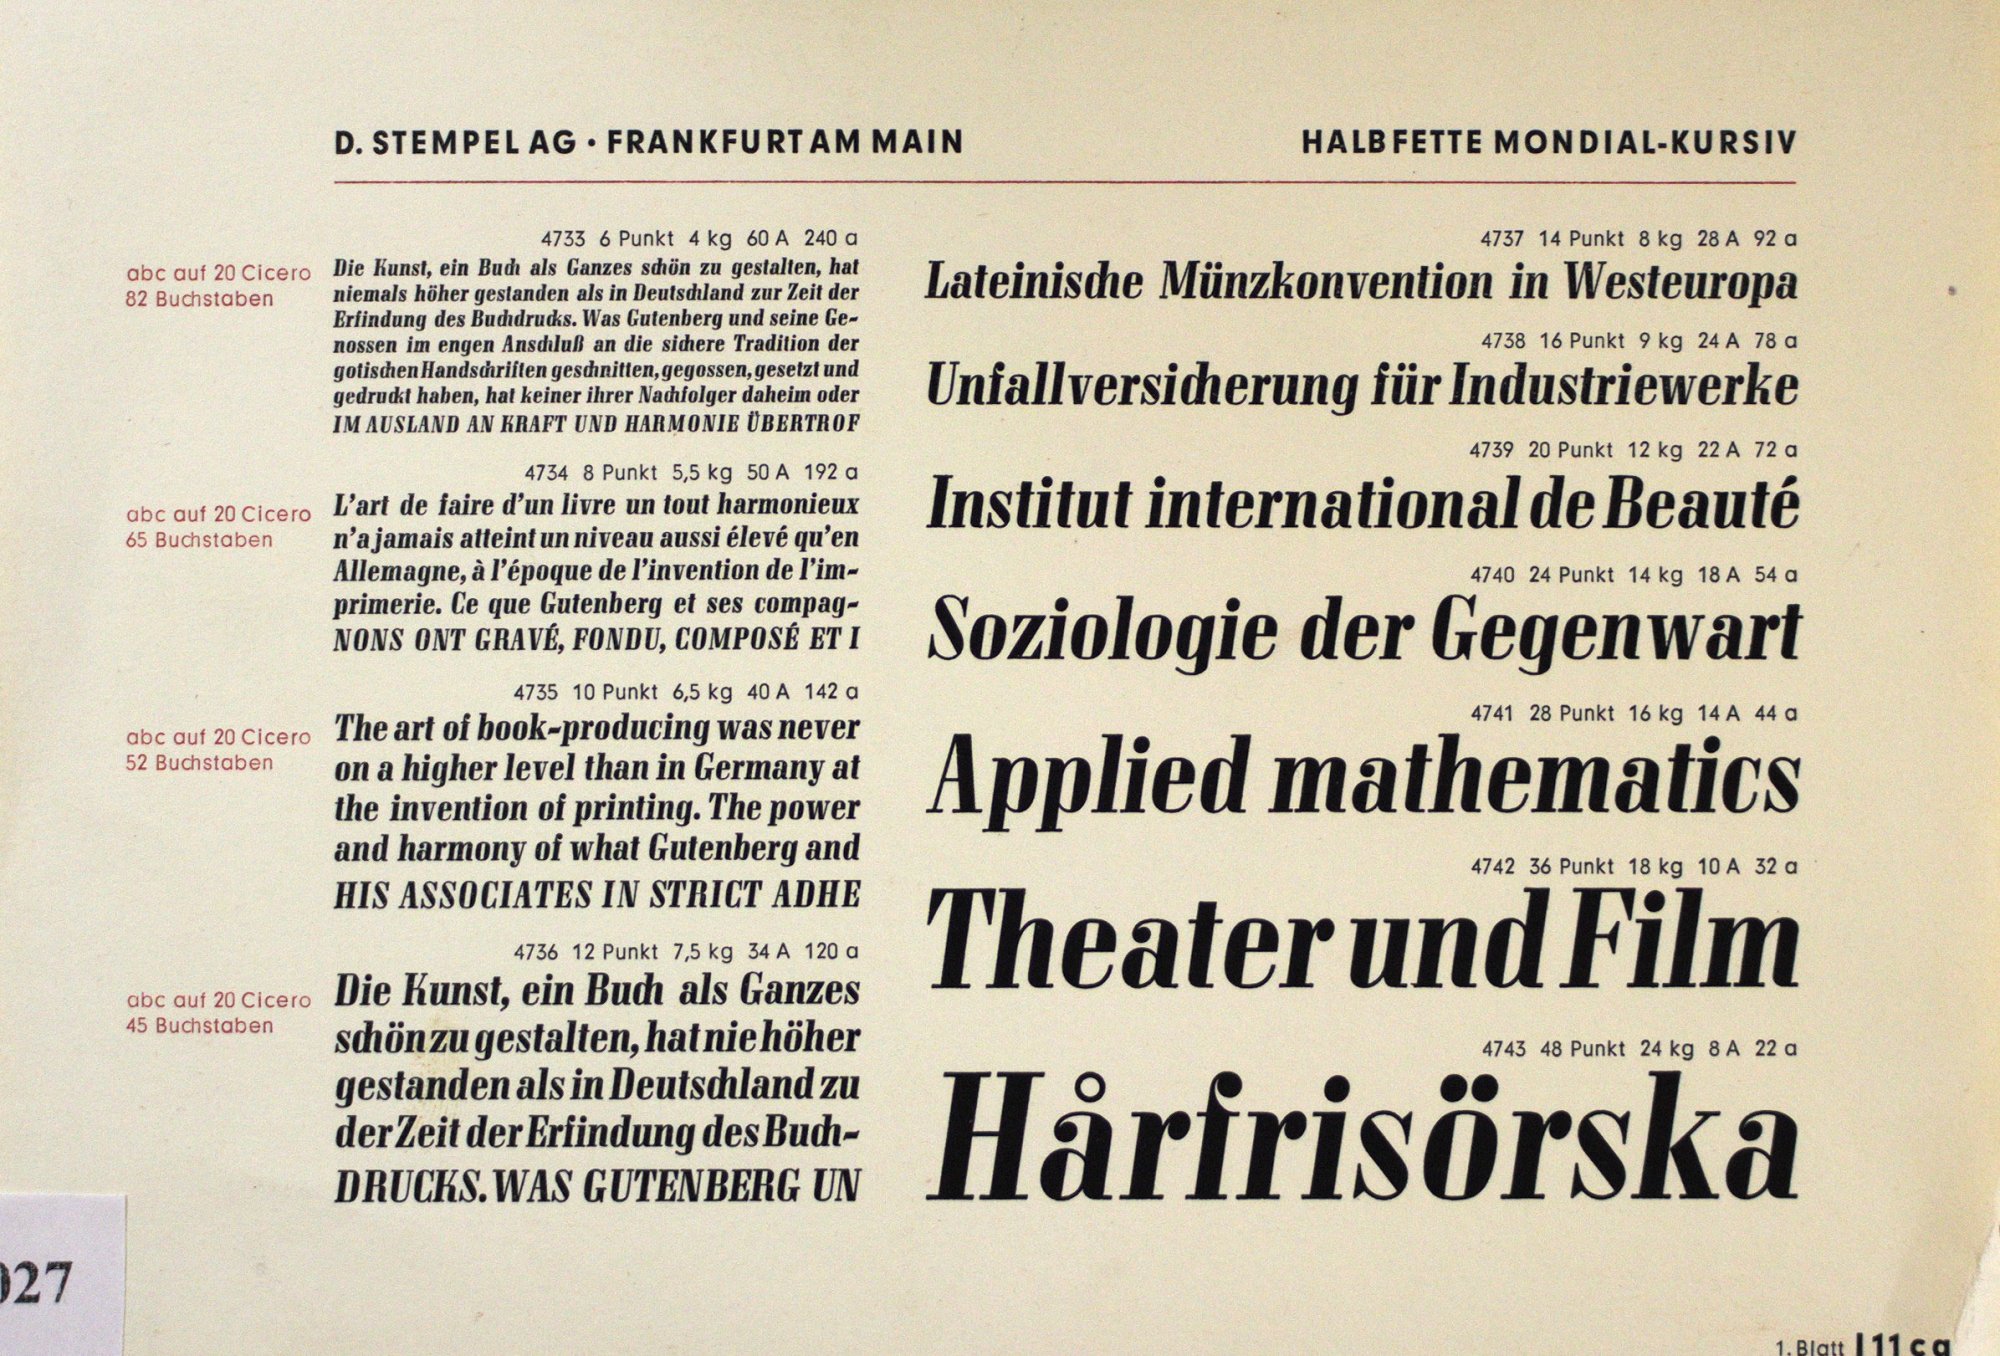 D. STEMPEL AG · FRANKFURT AM MAIN
HALBFETTE MONDIAL-KURSIV
4733 6 Punkt 4 kg 60 A 240 a
abc auf 20 Cicero
82 Buchstaben
Die Kunst, ein Buch als Ganzes schön zu gestalten, hat
niemals höher gestanden als in Deutschland zur Zeit der
Erfindung des Buchdrucks. Was Gutenberg und seine Ge-
nossen im engen Anschluß an die sichere Tradition der
gotischen Handschriften geschnitten, gegossen, gesetzt und
gedruckt haben, hat keiner ihrer Nachfolger daheim oder
IM AUSLAND AN KRAFT UND HARMONIE ÜBERTROF
4734 8 Punkt 5,5 kg 50 A 192 a
abc auf 20 Cicero
65 Buchstaben
L'art de faire d'un livre un tout harmonieux
n'a jamais atteint un niveau aussi élevé qu'en
Allemagne, à l'époque de l'invention de l'im-
primerie. Ce que Gutenberg et ses compag-
NONS ONT GRAVÉ, FONDU, COMPOSÉ ET I
4735 10 Punkt 6,5 kg 40 A 142 a
abc auf 20 Cicero
52 Buchstaben
The art of book-producing was never
on a higher level than in Germany at
the invention of printing. The power
and harmony of what Gutenberg and
HIS ASSOCIATES IN STRICT ADHE
4736 12 Punkt 7,5 kg 34 A 120 a
abc auf 20 Cicero
45 Buchstaben
Die Kunst, ein Buch als Ganzes
schön zu gestalten, hat nie höher
gestanden als in Deutschland zu
der Zeit der Erfindung des Buch-
DRUCKS. WAS GUTENBERG UN
4737 14 Punkt 8 kg 28 A 92 a
Lateinische Münzkonvention in Westeuropa
4738 16 Punkt 9 kg 24 A 78 a
Unfallversicherung für Industriewerke
4739 20 Punkt 12 kg 22 A 72 a
Institut international de Beauté
4740 24 Punkt 14 kg 18 A 54 a
Soziologie der Gegenwart
4741 28 Punkt 16 kg 14 A 44 a
Applied mathematics
4742 36 Punkt 18 kg 10 A 32 a
Theater und Film
4743 48 Punkt 24 kg 8 A 22 a
Hårfrisörska
027
1. Blatt